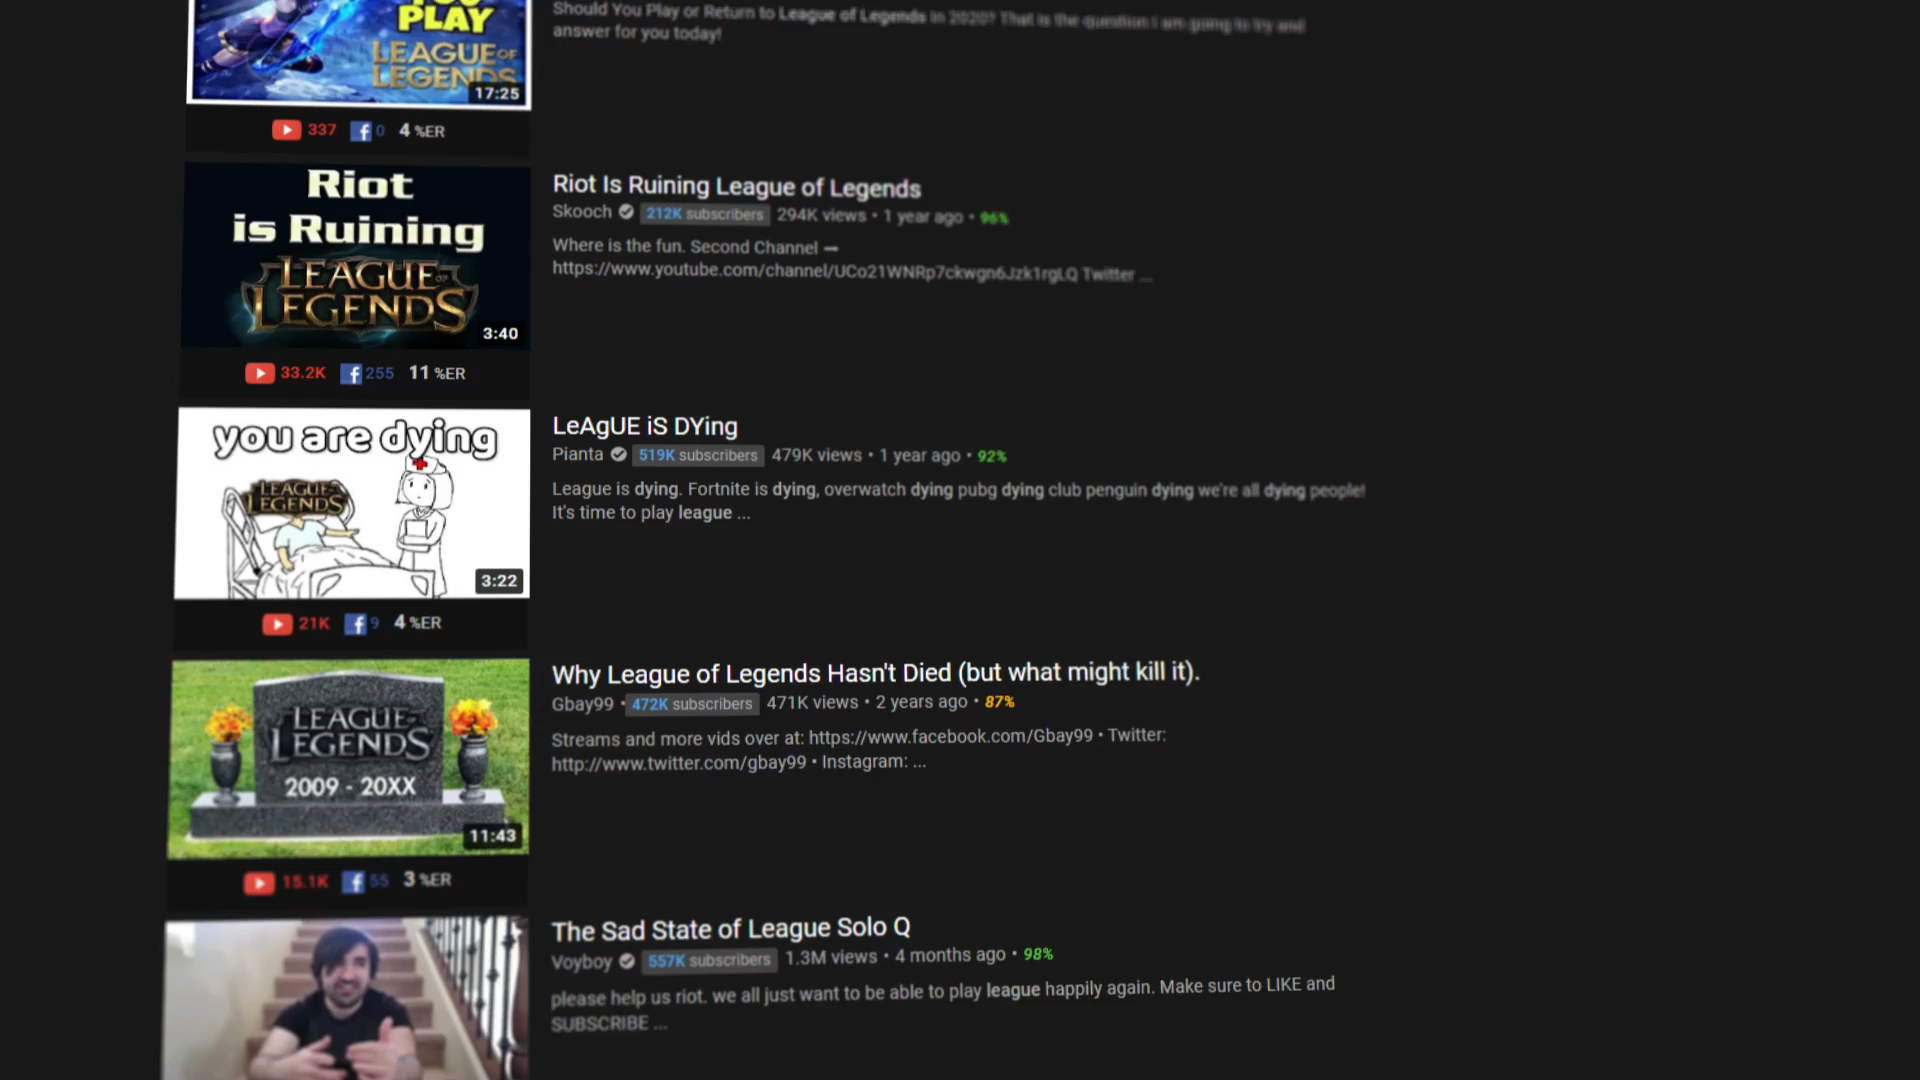 YOU
PLAY
LEAGUE OF
LEGENDS
17:25
Should You Play or Return to League of Legends in 2020? That is the question I am going to try and
answer for you today!
337 0 4 %ER
Riot
is Ruining
LEAGUE OF
LEGENDS
3:40
Riot Is Ruining League of Legends
Skooch 212K subscribers 294K views • 1 year ago • 96%
Where is the fun. Second Channel —
https://www.youtube.com/channel/UCo21WNRp7ckwgn6Jzk1rgLQ Twitter ...
33.2K 255 11 %ER
you are dying
LEAGUE OF
LEGENDS
3:22
LeAgUE iS DYing
Pianta 519K subscribers 479K views • 1 year ago • 92%
League is dying. Fortnite is dying, overwatch dying pubg dying club penguin dying we're all dying people!
It's time to play league ...
21K 9 4 %ER
LEAGUE OF
LEGENDS
2009 - 20XX
11:43
Why League of Legends Hasn't Died (but what might kill it).
Gbay99 • 472K subscribers 471K views • 2 years ago • 87%
Streams and more vids over at: https://www.facebook.com/Gbay99 • Twitter:
http://www.twitter.com/gbay99 • Instagram: ...
15.1K 55 3 %ER
The Sad State of League Solo Q
Voyboy 557K subscribers 1.3M views • 4 months ago • 98%
please help us riot. we all just want to be able to play league happily again. Make sure to LIKE and
SUBSCRIBE ...